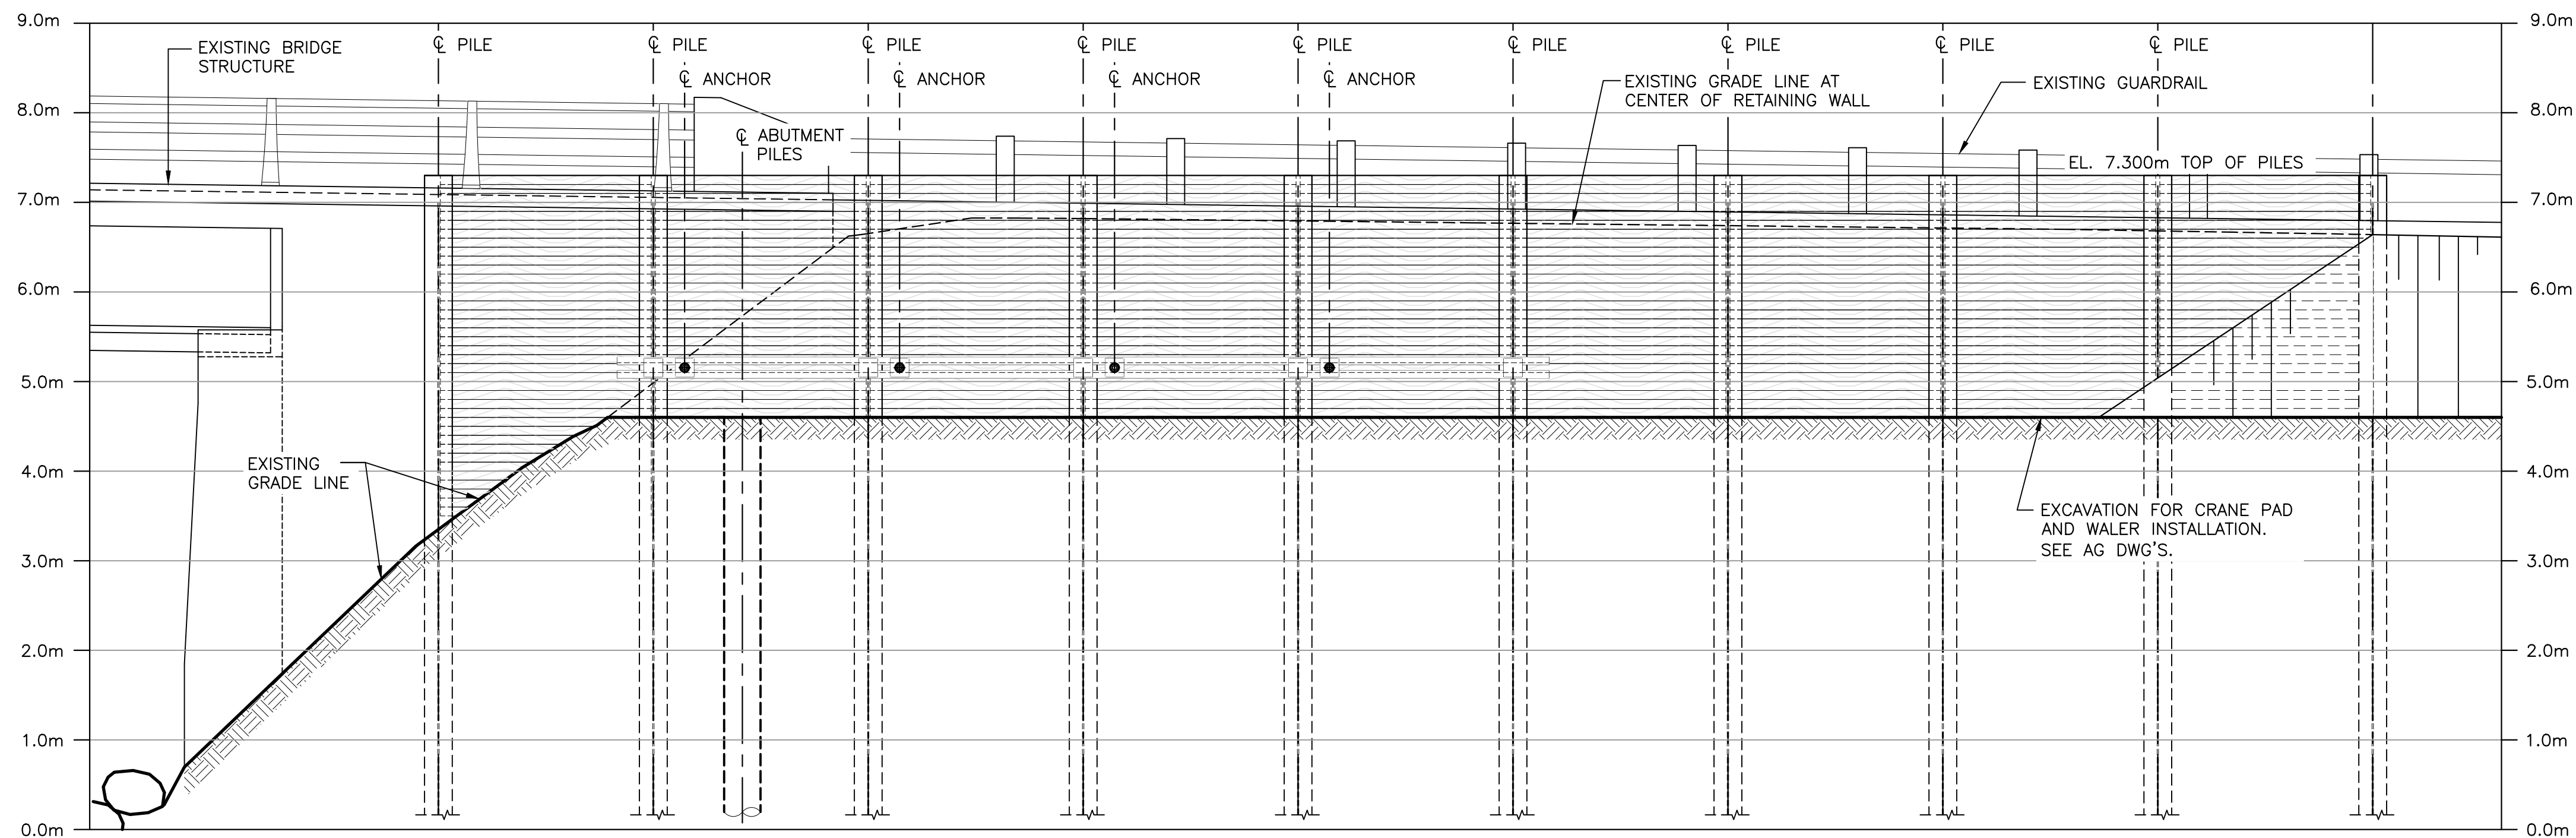 9.0m
9.0m
EXISTING BRIDGE
STRUCTURE
℄ PILE
℄ PILE
℄ PILE
℄ PILE
℄ PILE
℄ PILE
℄ PILE
℄ PILE
℄ PILE
℄ ANCHOR
℄ ANCHOR
℄ ANCHOR
℄ ANCHOR
EXISTING GRADE LINE AT
CENTER OF RETAINING WALL
EXISTING GUARDRAIL
8.0m
8.0m
℄ ABUTMENT
PILES
EL. 7.300m TOP OF PILES
7.0m
7.0m
6.0m
6.0m
5.0m
5.0m
EXISTING
GRADE LINE
4.0m
4.0m
EXCAVATION FOR CRANE PAD
AND WALER INSTALLATION.
SEE AG DWG'S.
3.0m
3.0m
2.0m
2.0m
1.0m
1.0m
0.0m
0.0m